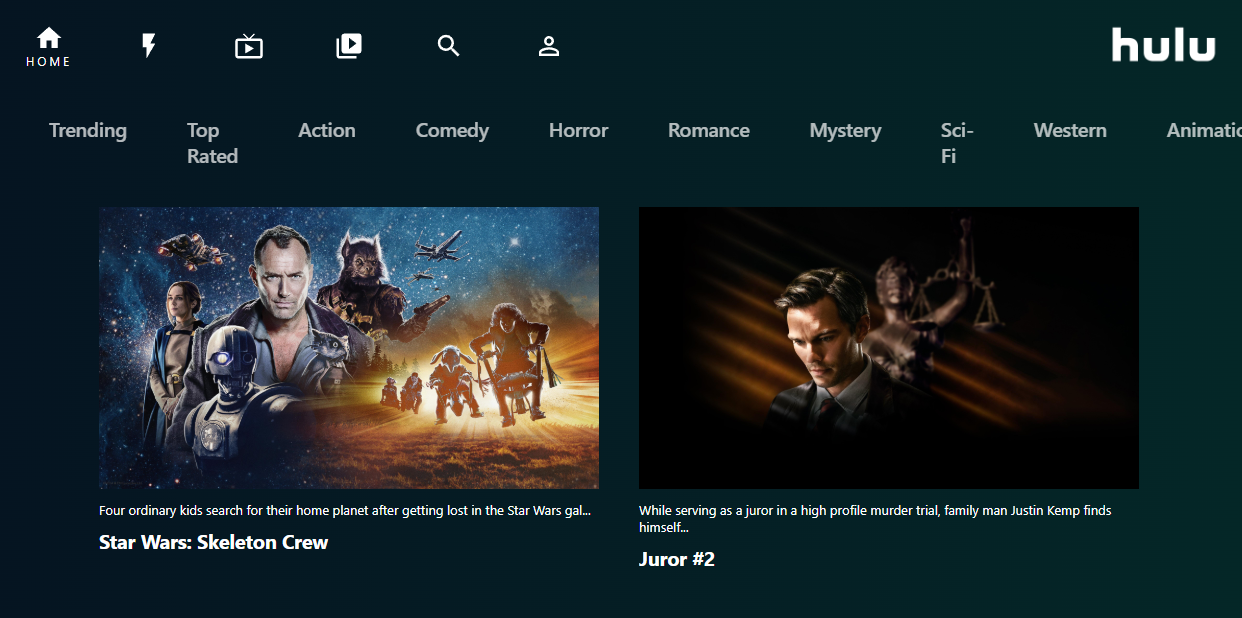 HOME
hulu
Trending
Top
Rated
Action
Comedy
Horror
Romance
Mystery
Sci-
Fi
Western
Animatic
Four ordinary kids search for their home planet after getting lost in the Star Wars gal...
Star Wars: Skeleton Crew
While serving as a juror in a high profile murder trial, family man Justin Kemp finds
himself...
Juror #2